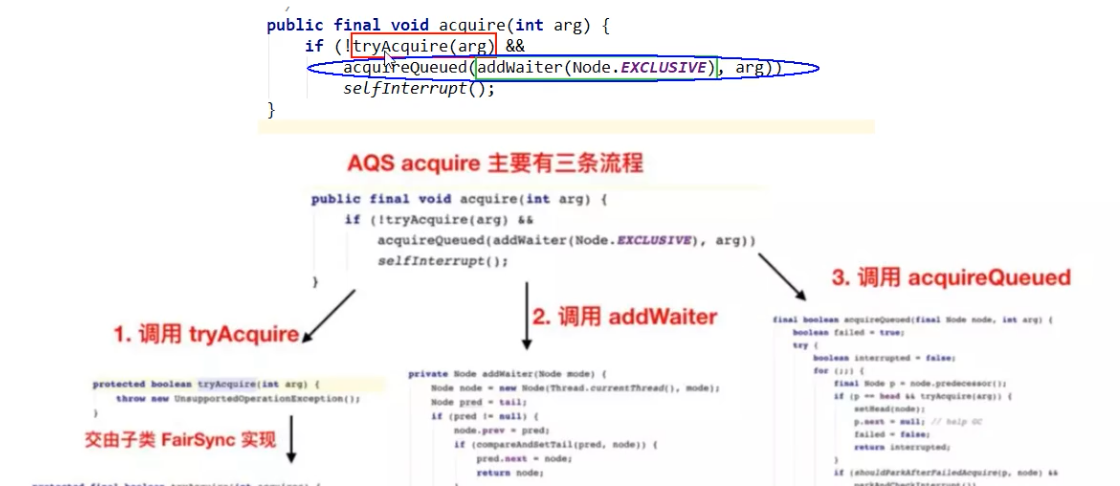 public final void acquire(int arg) {
if (!tryAcquire(arg) &&
acquireQueued(addWaiter(Node.EXCLUSIVE), arg))
selfInterrupt();
}
AQS acquire 主要有三条流程
public final void acquire(int arg) {
if (!tryAcquire(arg) &&
acquireQueued(addWaiter(Node.EXCLUSIVE), arg))
selfInterrupt();
}
1. 调用 tryAcquire
protected boolean tryAcquire(int arg) {
throw new UnsupportedOperationException();
}
交由子类 FairSync 实现
2. 调用 addWaiter
private Node addWaiter(Node mode) {
Node node = new Node(Thread.currentThread(), mode);
Node pred = tail;
if (pred != null) {
node.prev = pred;
if (compareAndSetTail(pred, node)) {
pred.next = node;
return node;
3. 调用 acquireQueued
final boolean acquireQueued(final Node node, int arg) {
boolean failed = true;
try {
boolean interrupted = false;
for (;;) {
final Node p = node.predecessor();
if (p == head && tryAcquire(arg)) {
setHead(node);
p.next = null; // help GC
failed = false;
return interrupted;
}
if (shouldParkAfterFailedAcquire(p, node) &&